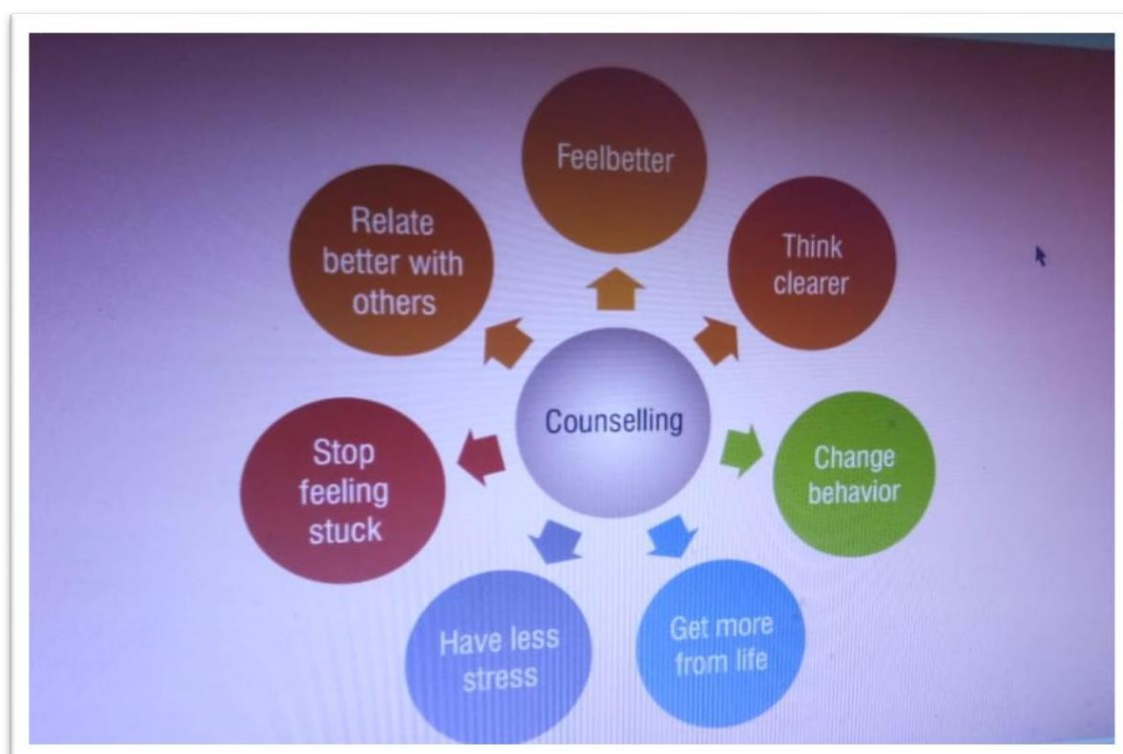 Feelbetter
Think
clearer
Change
behavior
Get more
from life
Have less
stress
Stop
feeling
stuck
Relate
better with
others
Counselling